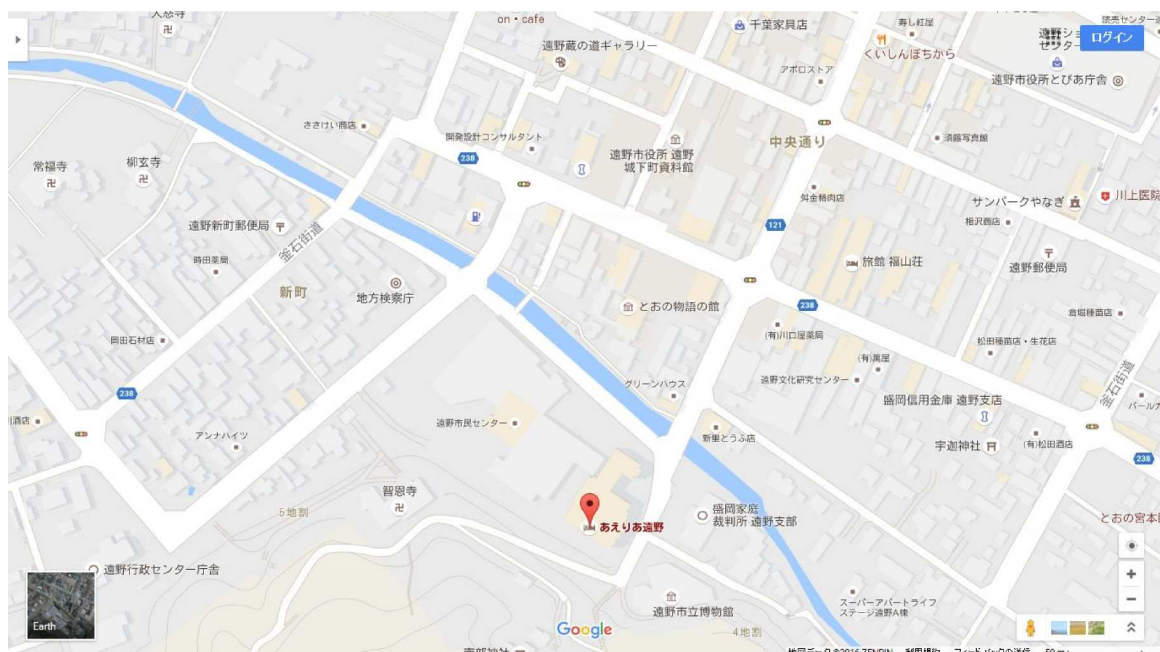 on・cafe
千葉家具店
寿し紅屋
ログイン
遠野蔵の道ギャラリー
くいしんぼちから
アポロストア
遠野市役所とぴあ庁舎
ささけい商店
開発設計コンサルタント
238
遠野市役所 遠野
城下町資料館
中央通り
須藤写真館
常福寺
柳玄寺
サンパークやなぎ
川上医院
相沢商店
遠野新町郵便局
釜石街道
121
時田薬局
旅館 福山荘
遠野郵便局
新町
地方検察庁
とおの物語の館
238
倉堀種苗店
(有)川口屋薬局
岡田石材店
松田種苗店・生花店
(有)萬屋
釜石街道
グリーンハウス
遠野文化研究センター
238
盛岡信用金庫 遠野支店
遠野市民センター
アンナハイツ
新里とうふ店
宇迦神社
(有)松田酒店
238
智恩寺
5地割
あえりあ遠野
盛岡家庭
裁判所 遠野支部
とおの宮本
遠野行政センター庁舎
遠野市立博物館
スーパーアパートライフ
ステージ遠野A棟
Earth
Google
4地割